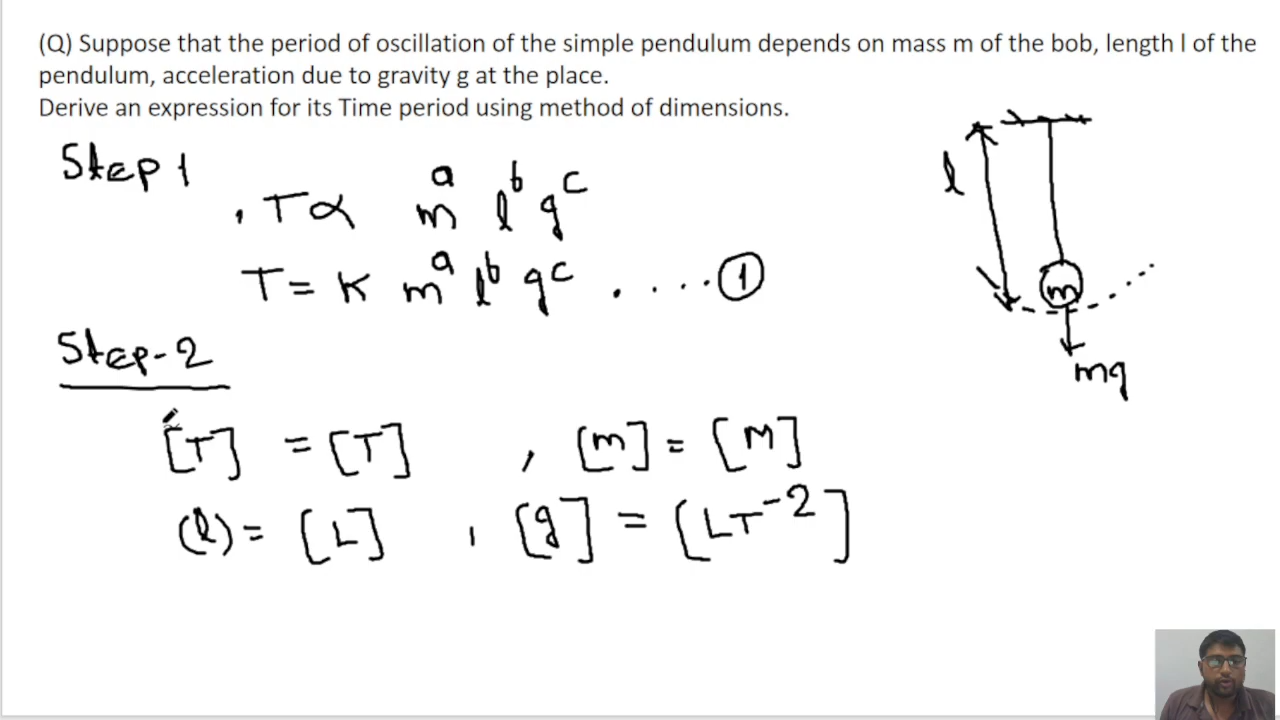 (Q) Suppose that the period of oscillation of the simple pendulum depends on mass m of the bob, length l of the
pendulum, acceleration due to gravity g at the place.
Derive an expression for its Time period using method of dimensions.
Step 1
. T ∝ m^a l^b g^c
T = K m^a l^b g^c . .... ①
Step-2
[T] = [T] , [m] = [M]
(l) = [L] , [g] = [LT^-2]
l
m
mg